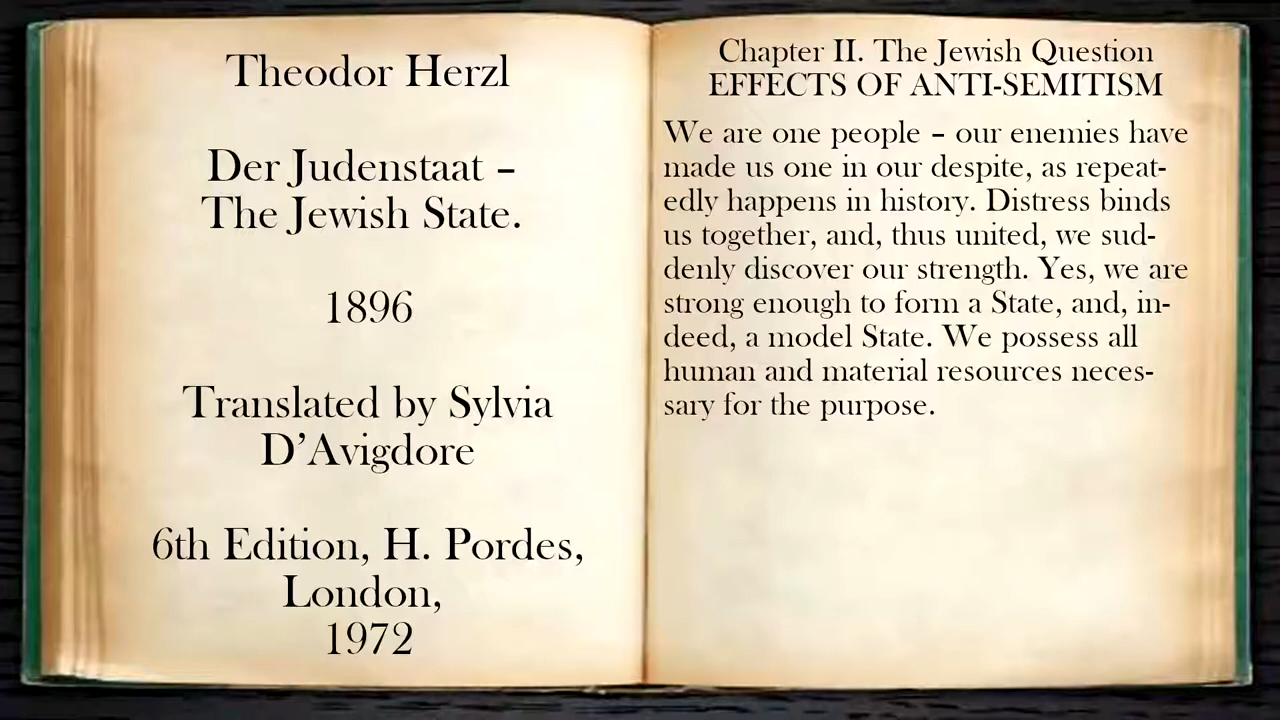 Theodor Herzl
Der Judenstaat –
The Jewish State.
1896
Translated by Sylvia
D’Avigdore
6th Edition, H. Pordes,
London,
1972
Chapter II. The Jewish Question
EFFECTS OF ANTI-SEMITISM
We are one people – our enemies have
made us one in our despite, as repeat-
edly happens in history. Distress binds
us together, and, thus united, we sud-
denly discover our strength. Yes, we are
strong enough to form a State, and, in-
deed, a model State. We possess all
human and material resources neces-
sary for the purpose.